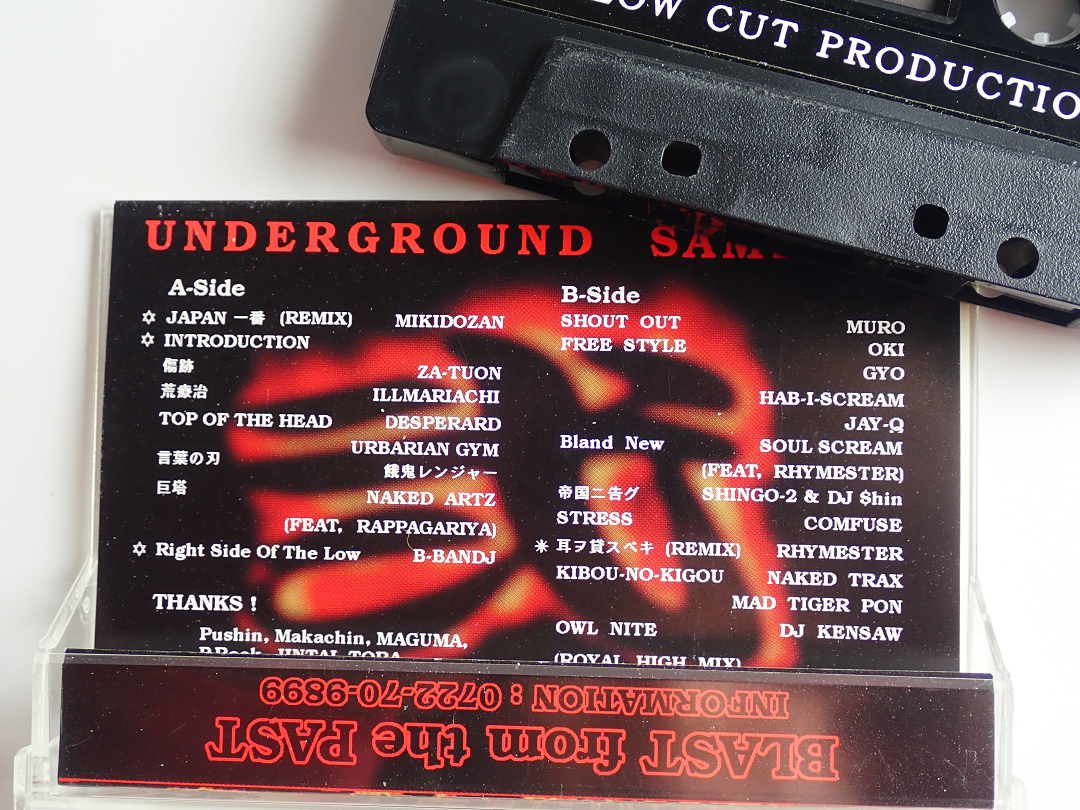 LOW CUT PRODUCTIO
UNDERGROUND SAM
A-Side
✡ JAPAN 一番 (REMIX) MIKIDOZAN
✡ INTRODUCTION
傷跡 ZA-TUON
荒療治 ILLMARIACHI
TOP OF THE HEAD DESPERARD
URBARIAN GYM
言葉の刃 餓鬼レンジャー
巨塔 NAKED ARTZ
(FEAT, RAPPAGARIYA)
✡ Right Side Of The Low B-BANDJ
THANKS !
Pushin, Makachin, MAGUMA,
B-Side
SHOUT OUT MURO
FREE STYLE OKI
GYO
HAB-I-SCREAM
JAY-Q
Bland New SOUL SCREAM
(FEAT, RHYMESTER)
帝国ニ告グ SHINGO-2 & DJ $hin
STRESS COMFUSE
✳ 耳ヲ貸スベキ (REMIX) RHYMESTER
KIBOU-NO-KIGOU NAKED TRAX
MAD TIGER PON
OWL NITE DJ KENSAW
(ROYAL HIGH MIX)
BLAST from the PAST
INFORMATION : 0722-70-9899